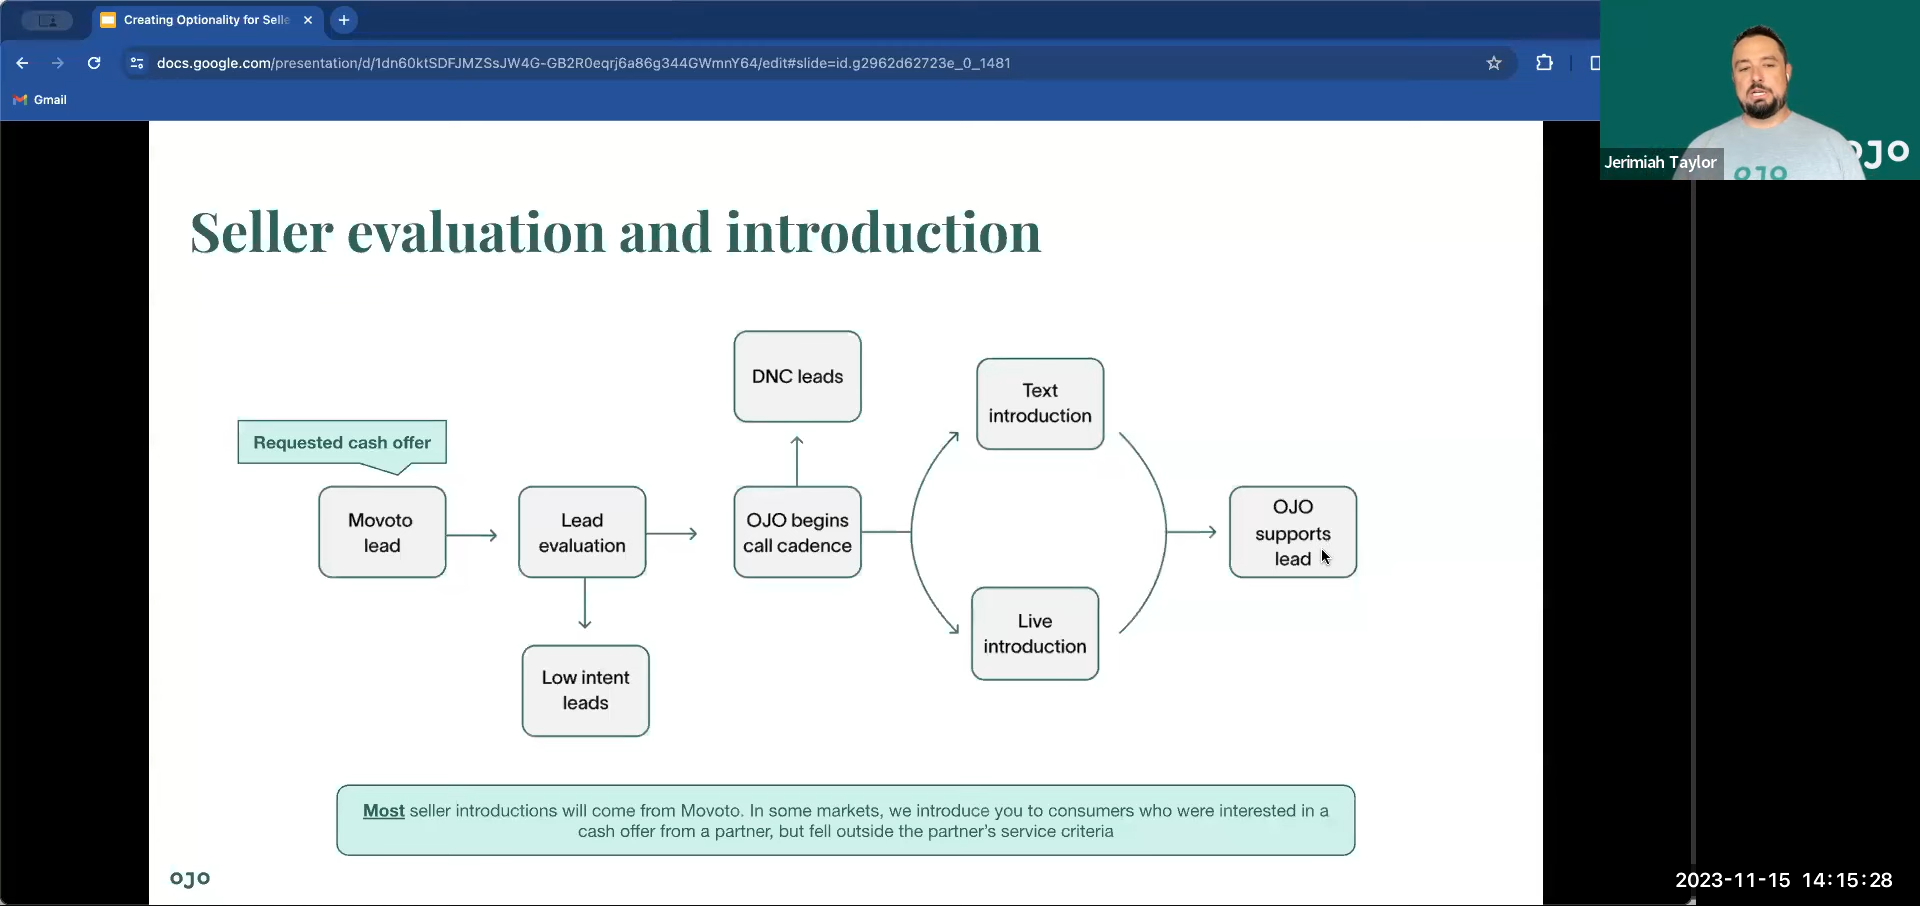 Creating Optionality for Selle
docs.google.com/presentation/d/1dn60ktSDFJMZSsJW4G-GB2R0eqrj6a86g344GWmnY64/edit#slide=id.g2962d62723e_0_1481
Gmail
Jerimiah Taylor
OJO
OJO
Seller evaluation and introduction
DNC leads
Text
introduction
Requested cash offer
Movoto
lead
Lead
evaluation
OJO begins
call cadence
OJO
supports
lead
Live
introduction
Low intent
leads
Most seller introductions will come from Movoto. In some markets, we introduce you to consumers who were interested in a
cash offer from a partner, but fell outside the partner's service criteria
OJO
2023-11-15 14:15:28